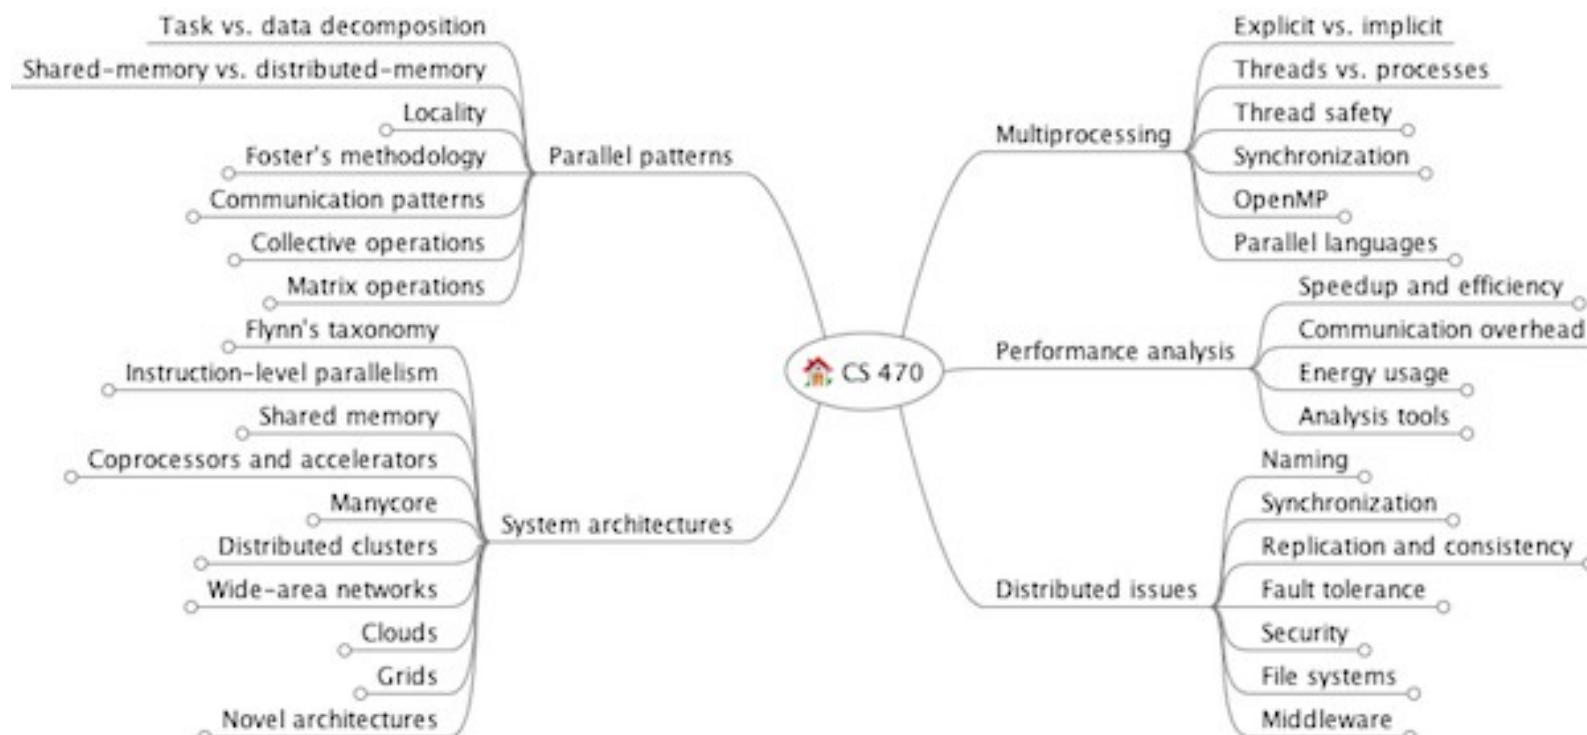 Task vs. data decomposition
Shared-memory vs. distributed-memory
Locality
Foster's methodology
Communication patterns
Collective operations
Matrix operations
Parallel patterns
Flynn's taxonomy
Instruction-level parallelism
Shared memory
Coprocessors and accelerators
Manycore
Distributed clusters
Wide-area networks
Clouds
Grids
Novel architectures
System architectures
CS 470
Multiprocessing
Explicit vs. implicit
Threads vs. processes
Thread safety
Synchronization
OpenMP
Parallel languages
Performance analysis
Speedup and efficiency
Communication overhead
Energy usage
Analysis tools
Distributed issues
Naming
Synchronization
Replication and consistency
Fault tolerance
Security
File systems
Middleware